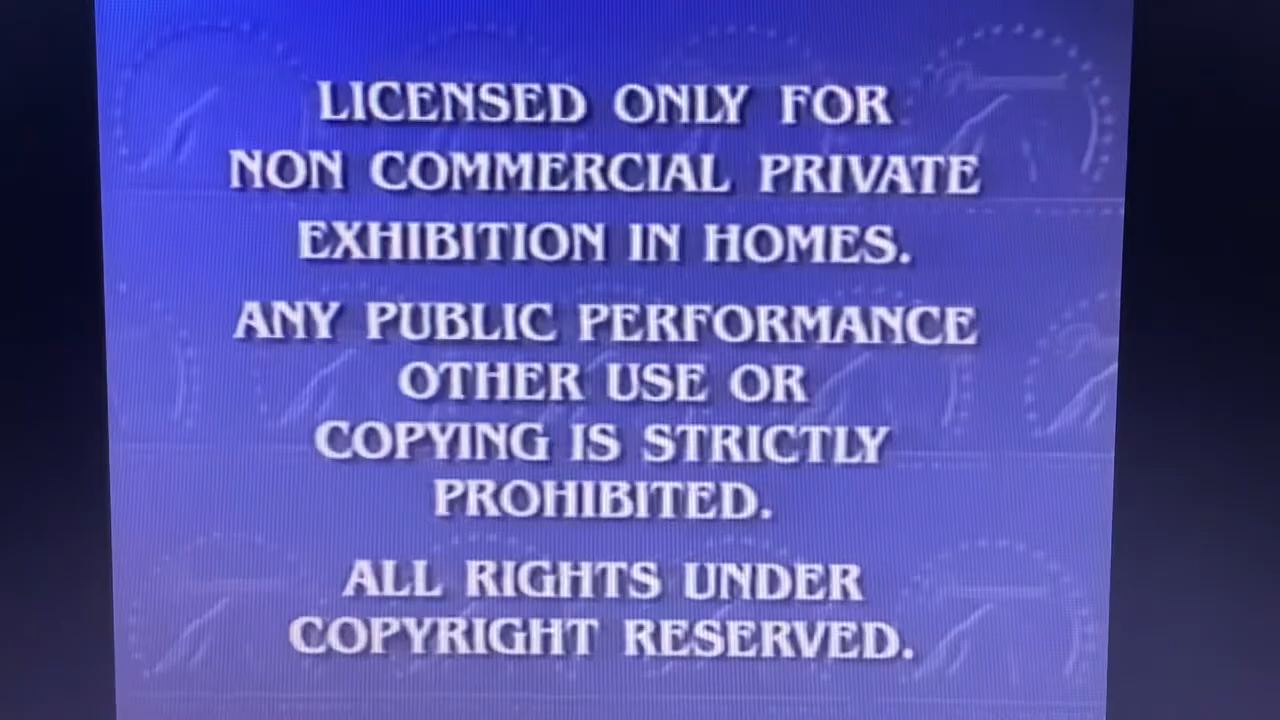 LICENSED ONLY FOR
NON COMMERCIAL PRIVATE
EXHIBITION IN HOMES.
ANY PUBLIC PERFORMANCE
OTHER USE OR
COPYING IS STRICTLY
PROHIBITED.
ALL RIGHTS UNDER
COPYRIGHT RESERVED.